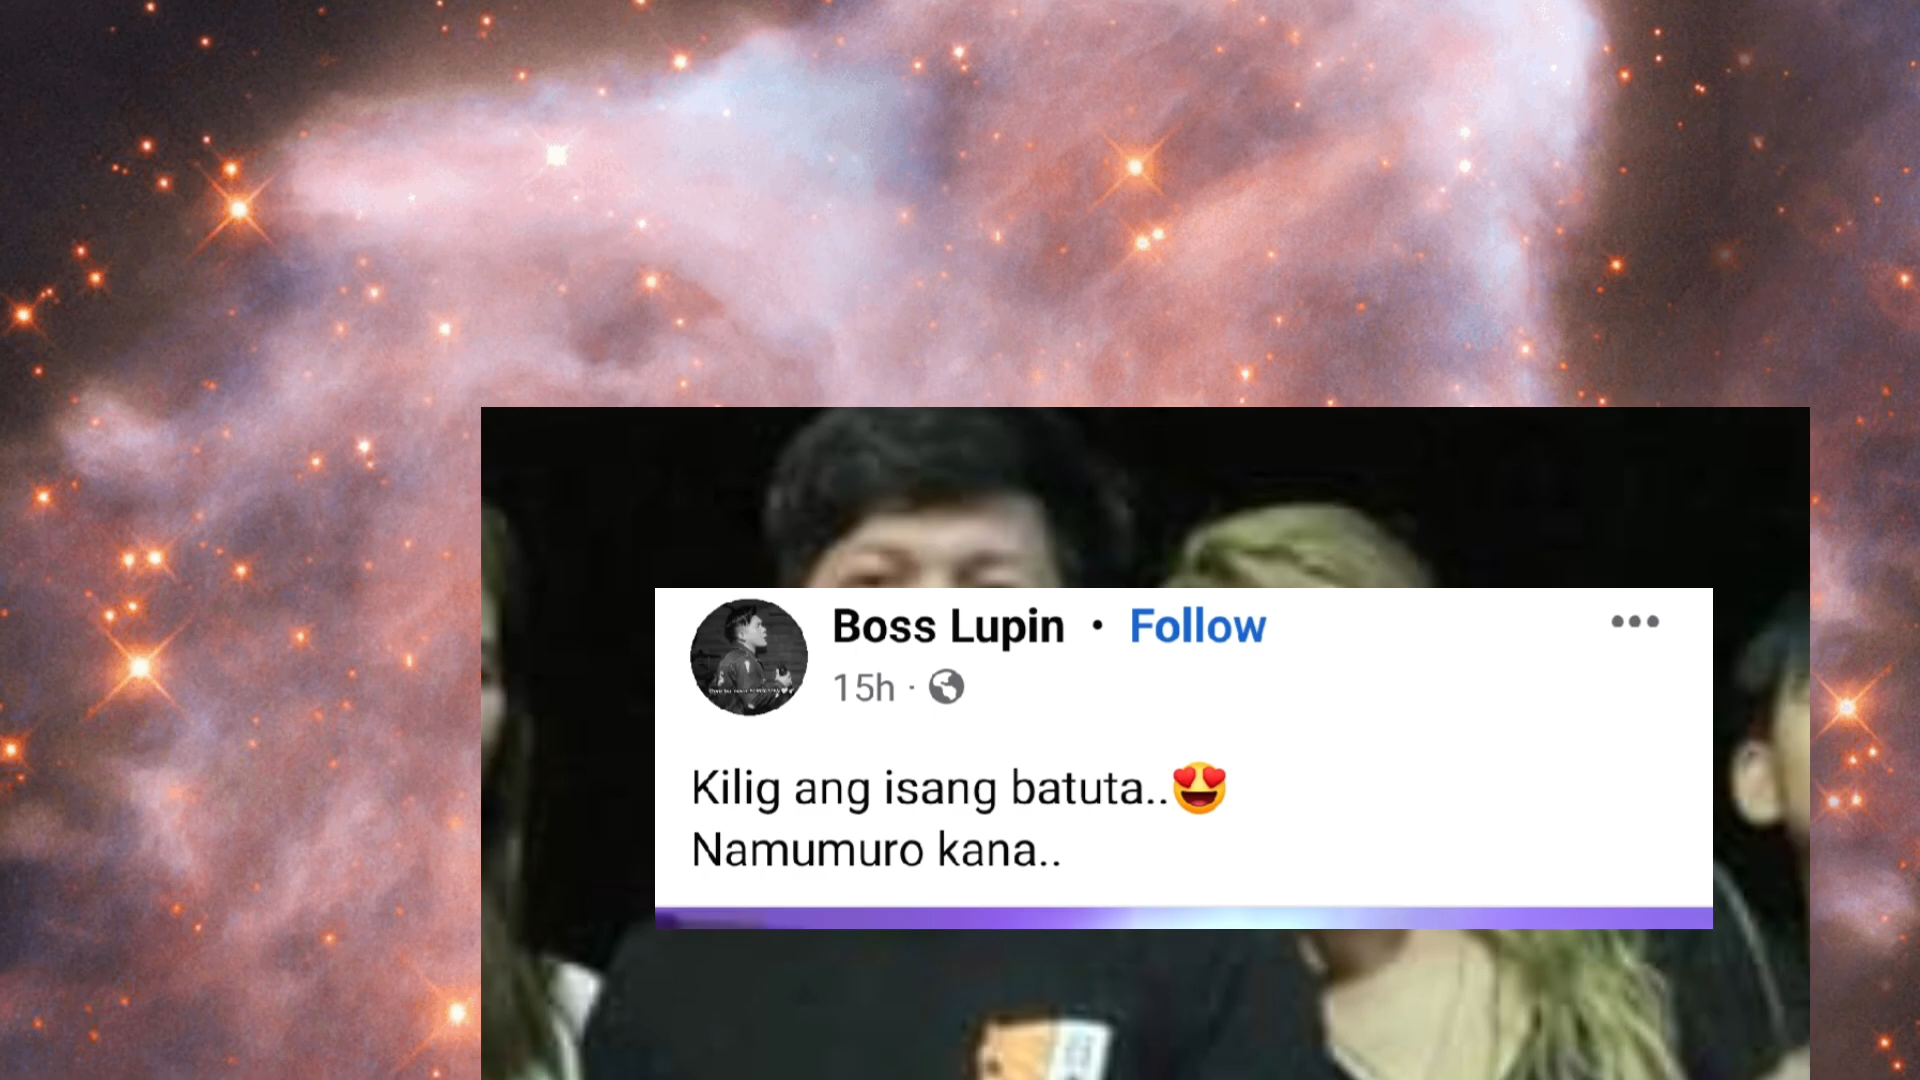 Boss Lupin • Follow
15h ·
Kilig ang isang batuta..😍
Namumuro kana..